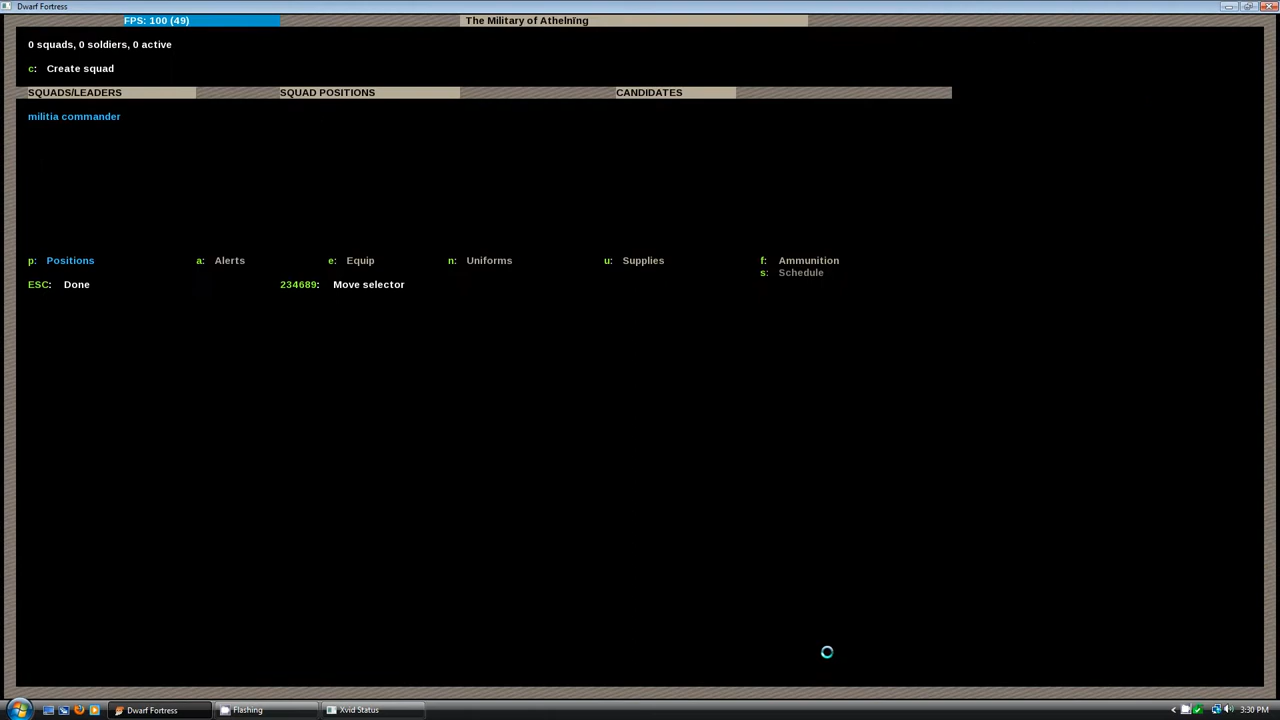 Dwarf Fortress
FPS: 100 (49) The Military of Athelnïng
0 squads, 0 soldiers, 0 active
c: Create squad
SQUADS/LEADERS SQUAD POSITIONS CANDIDATES
militia commander
p: Positions a: Alerts e: Equip n: Uniforms u: Supplies f: Ammunition
s: Schedule
ESC: Done 234689: Move selector
Dwarf Fortress Flashing Xvid Status 3:30 PM